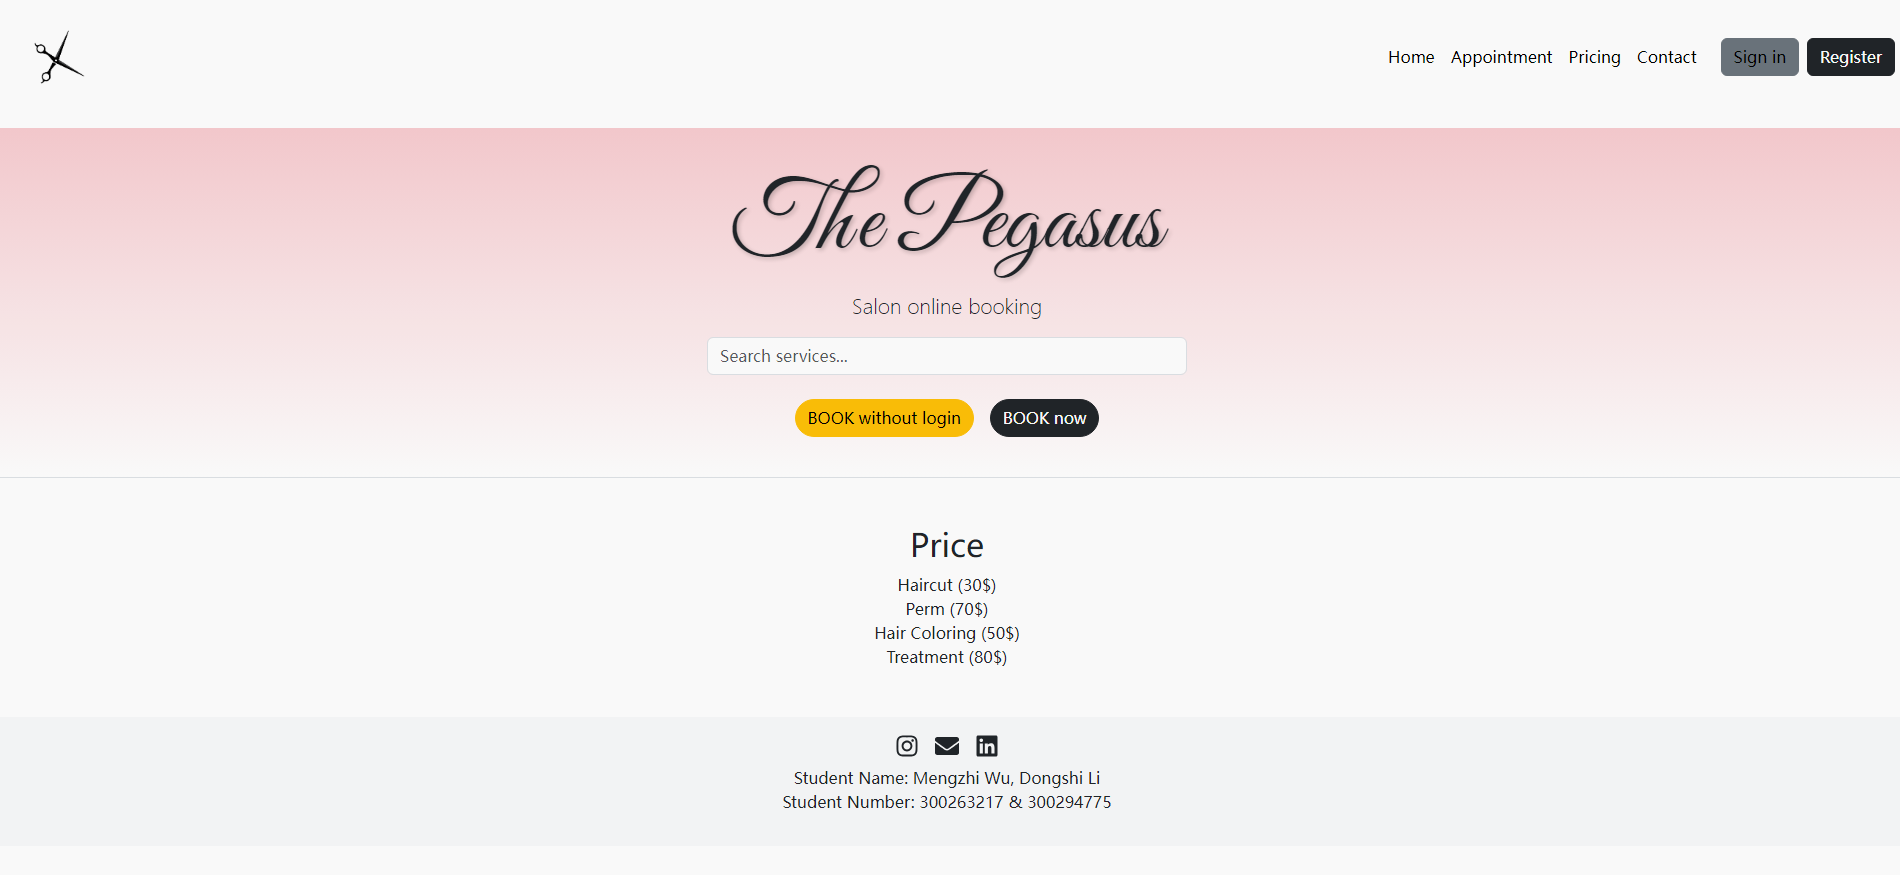 Home Appointment Pricing Contact Sign in Register
The Pegasus
Salon online booking
Search services...
BOOK without login BOOK now
Price
Haircut (30$)
Perm (70$)
Hair Coloring (50$)
Treatment (80$)
in
Student Name: Mengzhi Wu, Dongshi Li
Student Number: 300263217 & 300294775